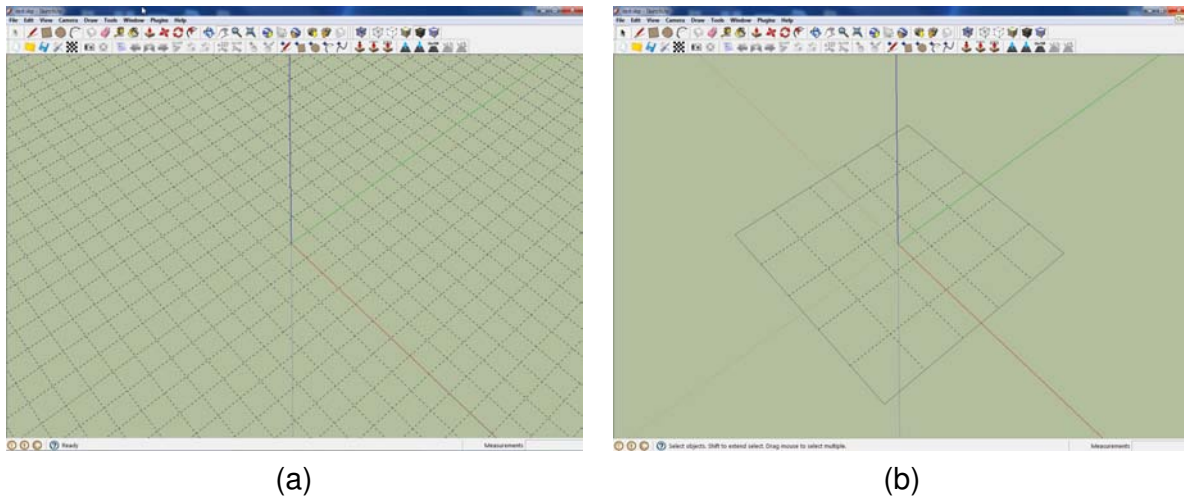 File Edit View Camera Draw Tools Window Plugins Help
File Edit View Camera Draw Tools Window Plugins Help
Ready
Measurements
Select objects. Shift to extend select. Drag mouse to select multiple.
Measurements
(a)
(b)